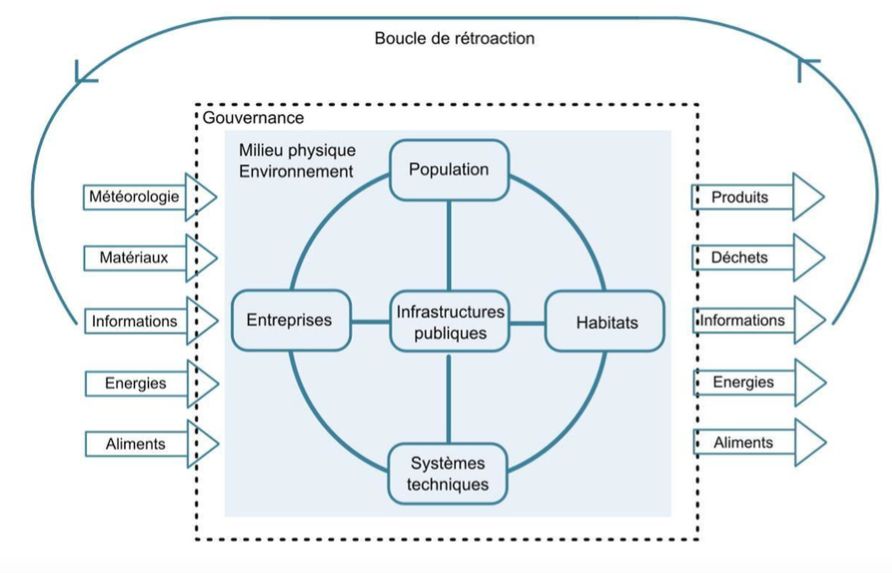 Boucle de rétroaction
Gouvernance
Milieu physique
Environnement
Population
Météorologie
Matériaux
Informations
Energies
Aliments
Entreprises
Infrastructures
publiques
Habitats
Systèmes
techniques
Produits
Déchets
Informations
Energies
Aliments